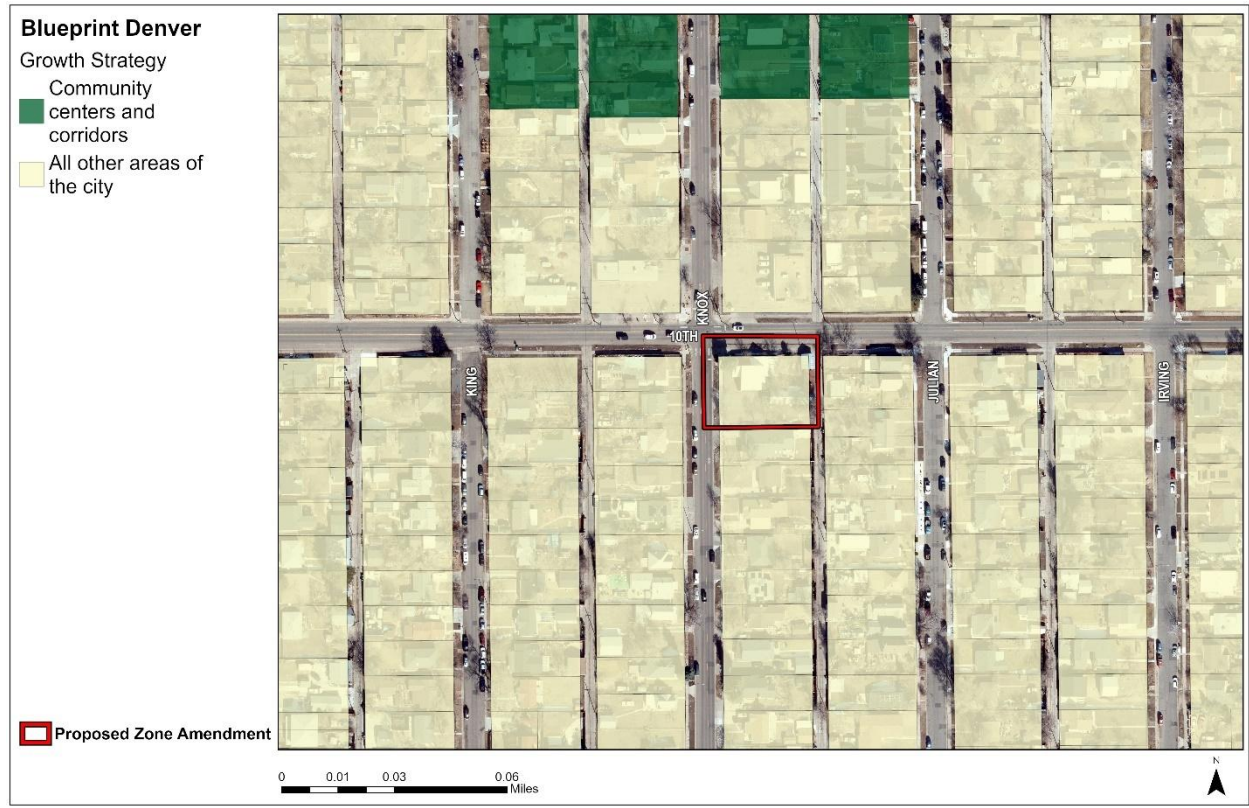 Blueprint Denver
Growth Strategy
Community
centers and
corridors
All other areas of
the city
KNOX
10TH
KING
JULIAN
IRVING
Proposed Zone Amendment
0 0.01 0.03 0.06
Miles
N